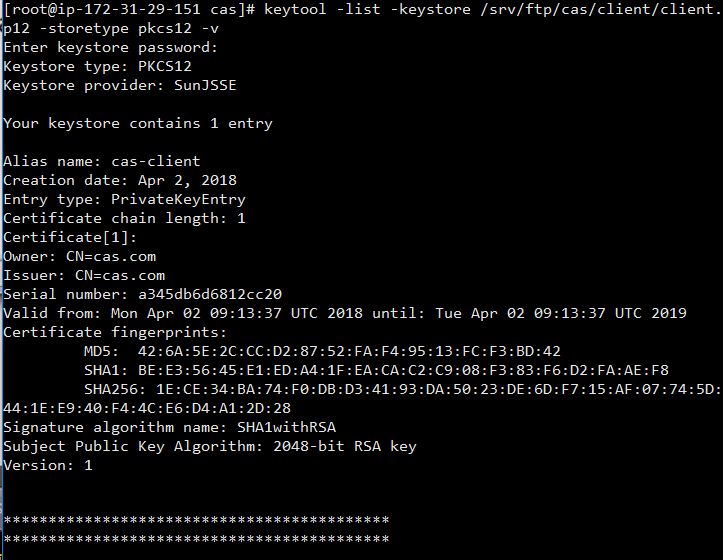 [root@ip-172-31-29-151 cas]# keytool -list -keystore /srv/ftp/cas/client/client.
p12 -storetype pkcs12 -v
Enter keystore password:
Keystore type: PKCS12
Keystore provider: SunJSSE
Your keystore contains 1 entry
Alias name: cas-client
Creation date: Apr 2, 2018
Entry type: PrivateKeyEntry
Certificate chain length: 1
Certificate[1]:
Owner: CN=cas.com
Issuer: CN=cas.com
Serial number: a345db6d6812cc20
Valid from: Mon Apr 02 09:13:37 UTC 2018 until: Tue Apr 02 09:13:37 UTC 2019
Certificate fingerprints:
MD5:  42:6A:5E:2C:CC:D2:87:52:FA:F4:95:13:FC:F3:BD:42
SHA1: BE:E3:56:45:E1:ED:A4:1F:EA:CA:C2:C9:08:F3:83:F6:D2:FA:AE:F8
SHA256: 1E:CE:34:BA:74:F0:DB:D3:41:93:DA:50:23:DE:6D:F7:15:AF:07:74:5D:
44:1E:E9:40:F4:4C:E6:D4:A1:2D:28
Signature algorithm name: SHA1withRSA
Subject Public Key Algorithm: 2048-bit RSA key
Version: 1
*******************************************
*******************************************